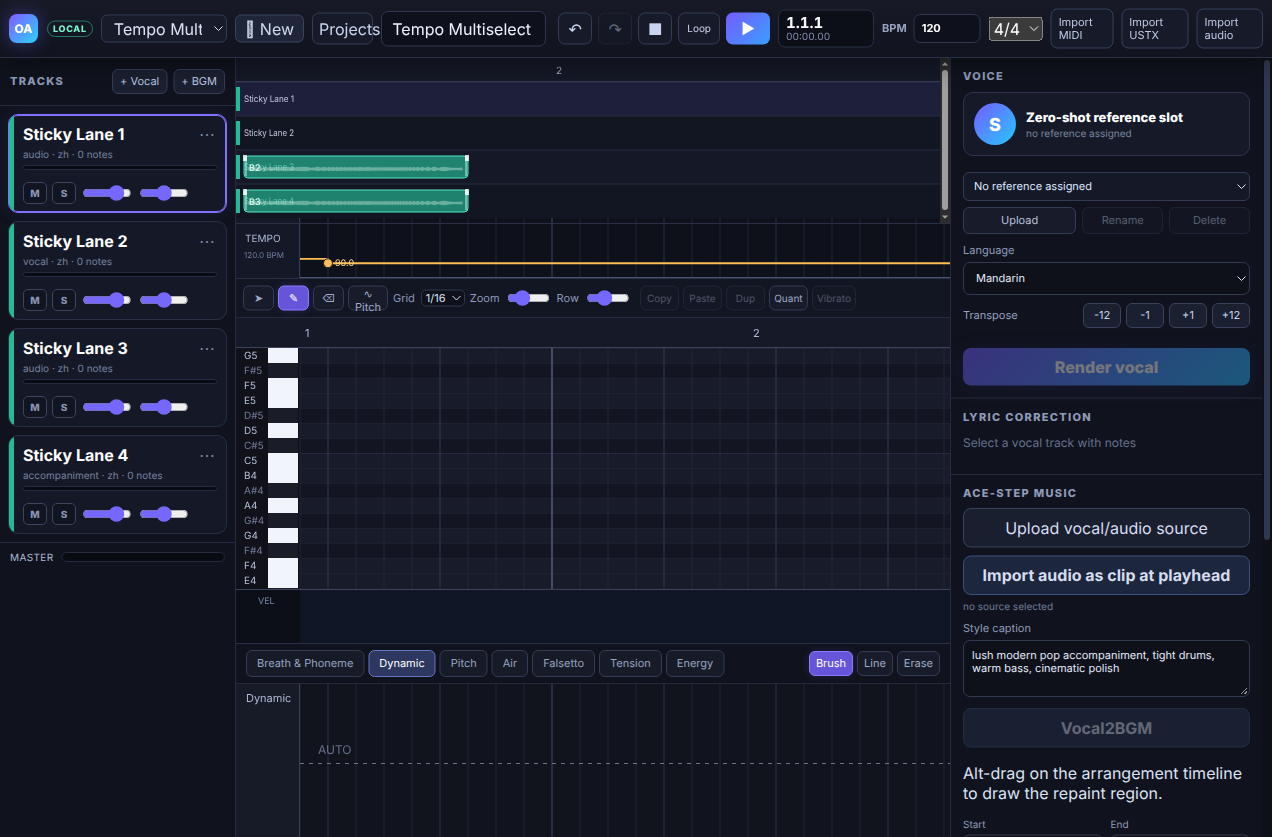 OA
LOCAL
Tempo Mult
New
Projects
Tempo Multiselect
Loop
1.1.1
00:00.00
BPM
120
4/4
Import MIDI
Import USTX
Import audio
TRACKS
+ Vocal
+ BGM
Sticky Lane 1
audio · zh · 0 notes
M
S
Sticky Lane 2
vocal · zh · 0 notes
M
S
Sticky Lane 3
audio · zh · 0 notes
M
S
Sticky Lane 4
accompaniment · zh · 0 notes
M
S
MASTER
2
Sticky Lane 1
Sticky Lane 2
B2
B3
TEMPO
120.0 BPM
Pitch
Grid
1/16
Zoom
Row
Copy
Paste
Dup
Quant
Vibrato
1
2
G5
F#5
F5
E5
D#5
D5
C#5
C5
B4
A#4
A4
G#4
G4
F#4
F4
E4
VEL
Breath & Phoneme
Dynamic
Pitch
Air
Falsetto
Tension
Energy
Brush
Line
Erase
Dynamic
AUTO
VOICE
S
Zero-shot reference slot
no reference assigned
No reference assigned
Upload
Rename
Delete
Language
Mandarin
Transpose
-12
-1
+1
+12
Render vocal
LYRIC CORRECTION
Select a vocal track with notes
ACE-STEP MUSIC
Upload vocal/audio source
Import audio as clip at playhead
no source selected
Style caption
lush modern pop accompaniment, tight drums,
warm bass, cinematic polish
Vocal2BGM
Alt-drag on the arrangement timeline
to draw the repaint region.
Start
End